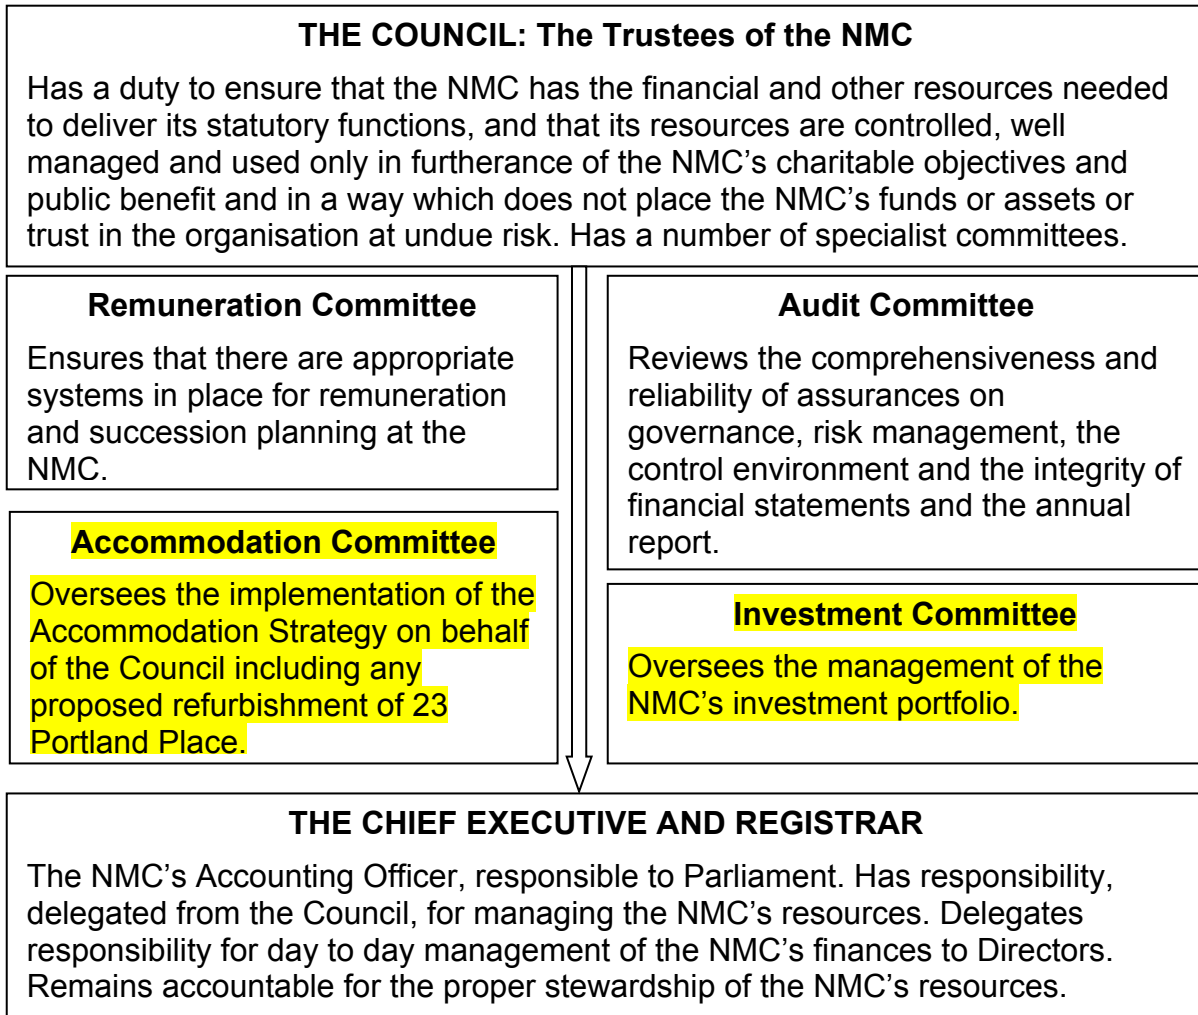 THE COUNCIL: The Trustees of the NMC
Has a duty to ensure that the NMC has the financial and other resources needed
to deliver its statutory functions, and that its resources are controlled, well
managed and used only in furtherance of the NMC’s charitable objectives and
public benefit and in a way which does not place the NMC’s funds or assets or
trust in the organisation at undue risk. Has a number of specialist committees.
Remuneration Committee
Ensures that there are appropriate
systems in place for remuneration
and succession planning at the
NMC.
Audit Committee
Reviews the comprehensiveness and
reliability of assurances on
governance, risk management, the
control environment and the integrity of
financial statements and the annual
report.
Accommodation Committee
Oversees the implementation of the
Accommodation Strategy on behalf
of the Council including any
proposed refurbishment of 23
Portland Place.
Investment Committee
Oversees the management of the
NMC’s investment portfolio.
THE CHIEF EXECUTIVE AND REGISTRAR
The NMC’s Accounting Officer, responsible to Parliament. Has responsibility,
delegated from the Council, for managing the NMC’s resources. Delegates
responsibility for day to day management of the NMC’s finances to Directors.
Remains accountable for the proper stewardship of the NMC’s resources.